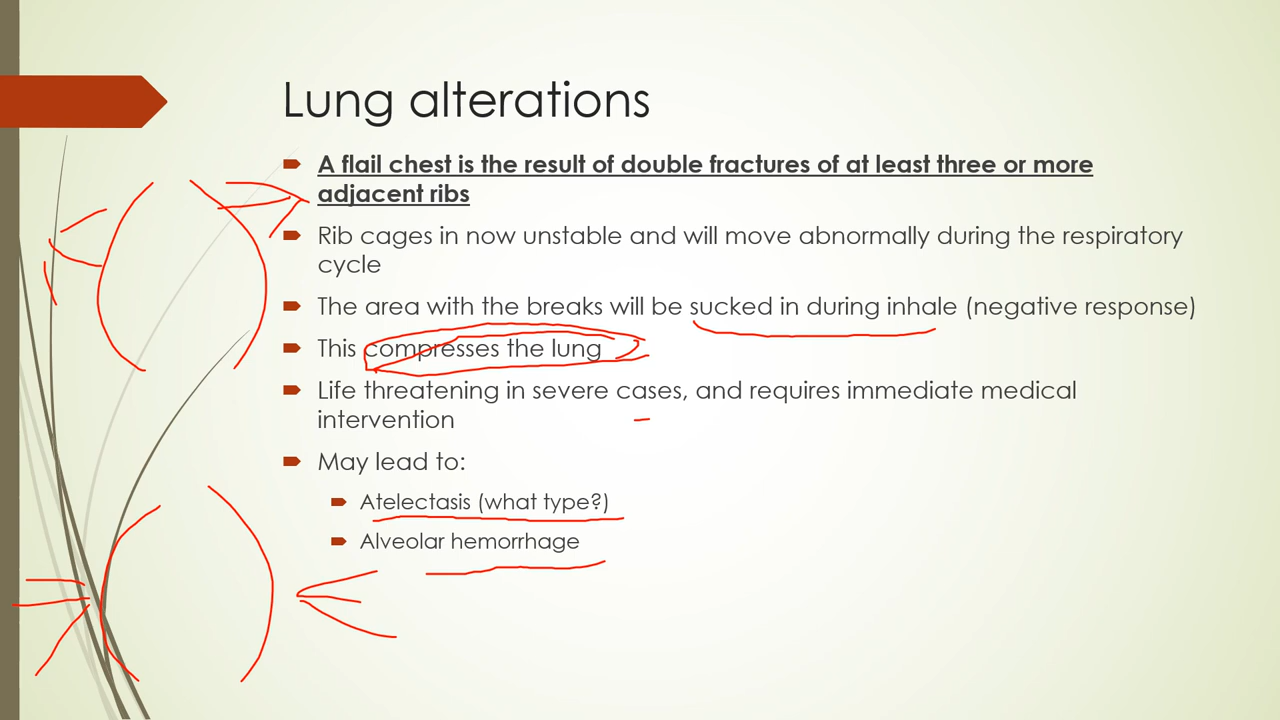 Lung alterations
A flail chest is the result of double fractures of at least three or more
adjacent ribs
Rib cages in now unstable and will move abnormally during the respiratory
cycle
The area with the breaks will be sucked in during inhale (negative response)
This compresses the lung
Life threatening in severe cases, and requires immediate medical
intervention
May lead to:
Atelectasis (what type?)
Alveolar hemorrhage